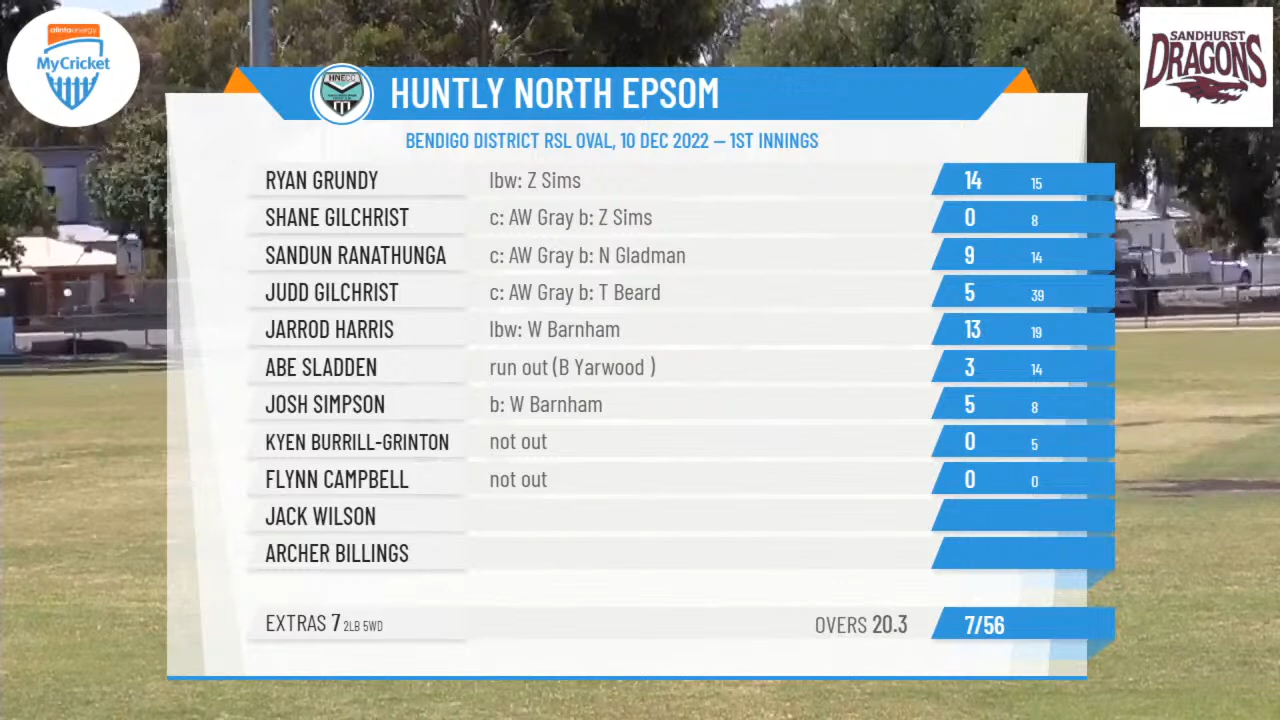 alintaenergy
MyCricket
SANDHURST
DRAGONS
HNECC
HUNTLY NORTH EPSOM
BENDIGO DISTRICT RSL OVAL, 10 DEC 2022 – 1ST INNINGS
RYAN GRUNDY lbw: Z Sims 14 15
SHANE GILCHRIST c: AW Gray b: Z Sims 0 8
SANDUN RANATHUNGA c: AW Gray b: N Gladman 9 14
JUDD GILCHRIST c: AW Gray b: T Beard 5 39
JARROD HARRIS lbw: W Barnham 13 19
ABE SLADDEN run out (B Yarwood ) 3 14
JOSH SIMPSON b: W Barnham 5 8
KYEN BURRILL-GRINTON not out 0 5
FLYNN CAMPBELL not out 0 0
JACK WILSON
ARCHER BILLINGS
EXTRAS 7 2LB 5WD OVERS 20.3 7/56